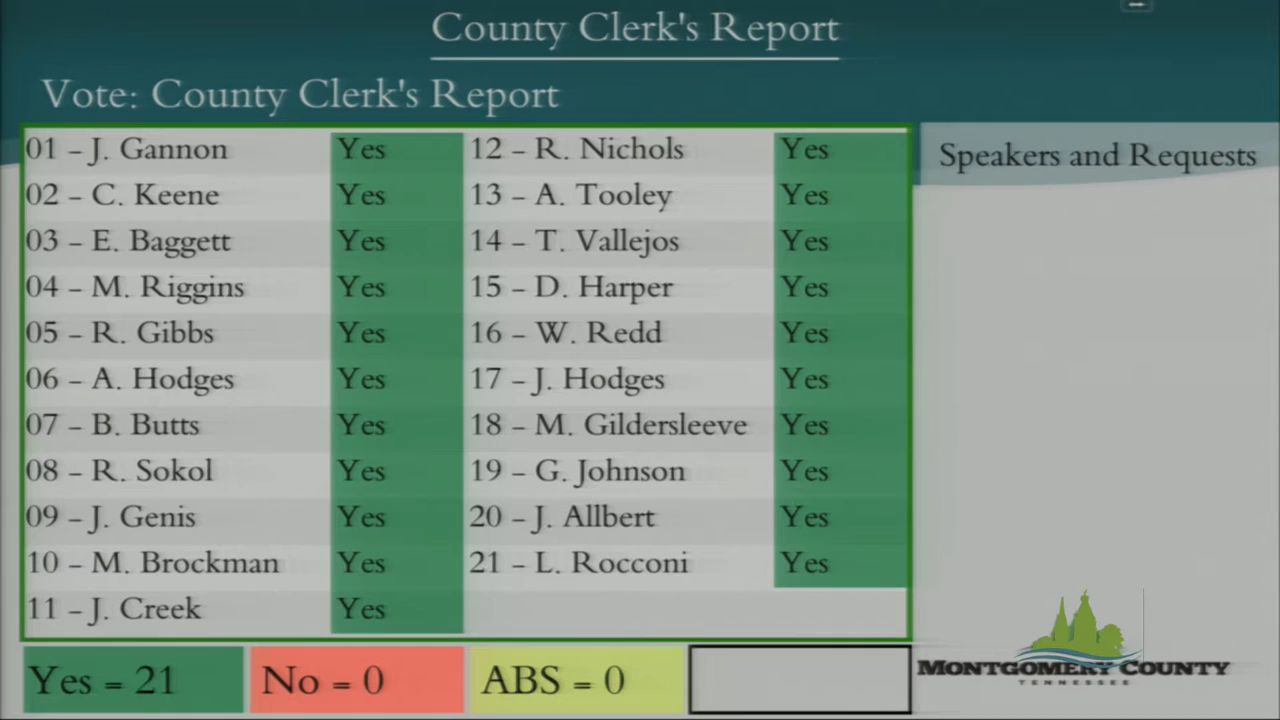 County Clerk's Report
Vote: County Clerk's Report
01 – J. Gannon Yes
02 – C. Keene Yes
03 – E. Baggett Yes
04 – M. Riggins Yes
05 – R. Gibbs Yes
06 – A. Hodges Yes
07 – B. Butts Yes
08 – R. Sokol Yes
09 – J. Genis Yes
10 – M. Brockman Yes
11 – J. Creek Yes
12 – R. Nichols Yes
13 – A. Tooley Yes
14 – T. Vallejos Yes
15 – D. Harper Yes
16 – W. Redd Yes
17 – J. Hodges Yes
18 – M. Gildersleeve Yes
19 – G. Johnson Yes
20 – J. Allbert Yes
21 – L. Rocconi Yes
Yes = 21
No = 0
ABS = 0
Speakers and Requests
MONTGOMERY COUNTY
TENNESSEE